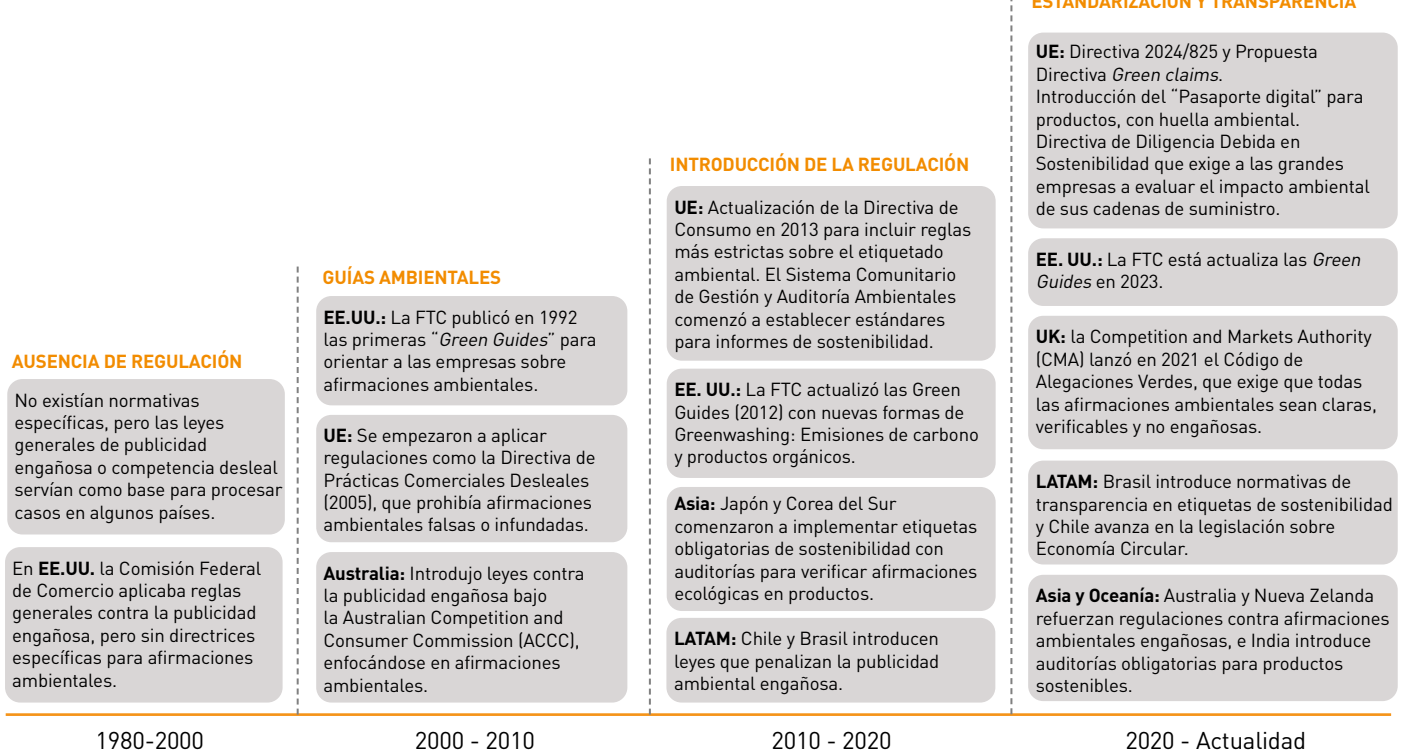 AUSENCIA DE REGULACIÓN
No existían normativas
específicas, pero las leyes
generales de publicidad
engañosa o competencia desleal
servían como base para procesar
casos en algunos países.
En EE.UU. la Comisión Federal
de Comercio aplicaba reglas
generales contra la publicidad
engañosa, pero sin directrices
específicas para afirmaciones
ambientales.
1980-2000
GUÍAS AMBIENTALES
EE.UU.: La FTC publicó en 1992
las primeras “Green Guides” para
orientar a las empresas sobre
afirmaciones ambientales.
UE: Se empezaron a aplicar
regulaciones como la Directiva de
Prácticas Comerciales Desleales
(2005), que prohibía afirmaciones
ambientales falsas o infundadas.
Australia: Introdujo leyes contra
la publicidad engañosa bajo
la Australian Competition and
Consumer Commission (ACCC),
enfocándose en afirmaciones
ambientales.
2000 - 2010
INTRODUCCIÓN DE LA REGULACIÓN
UE: Actualización de la Directiva de
Consumo en 2013 para incluir reglas
más estrictas sobre el etiquetado
ambiental. El Sistema Comunitario
de Gestión y Auditoría Ambientales
comenzó a establecer estándares
para informes de sostenibilidad.
EE. UU.: La FTC actualizó las Green
Guides (2012) con nuevas formas de
Greenwashing: Emisiones de carbono
y productos orgánicos.
Asia: Japón y Corea del Sur
comenzaron a implementar etiquetas
obligatorias de sostenibilidad con
auditorías para verificar afirmaciones
ecológicas en productos.
LATAM: Chile y Brasil introducen
leyes que penalizan la publicidad
ambiental engañosa.
2010 - 2020
ESTANDARIZACIÓN Y TRANSPARENCIA
UE: Directiva 2024/825 y Propuesta
Directiva Green claims.
Introducción del “Pasaporte digital” para
productos, con huella ambiental.
Directiva de Diligencia Debida en
Sostenibilidad que exige a las grandes
empresas a evaluar el impacto ambiental
de sus cadenas de suministro.
EE. UU.: La FTC está actualiza las Green
Guides en 2023.
UK: la Competition and Markets Authority
(CMA) lanzó en 2021 el Código de
Alegaciones Verdes, que exige que todas
las afirmaciones ambientales sean claras,
verificables y no engañosas.
LATAM: Brasil introduce normativas de
transparencia en etiquetas de sostenibilidad
y Chile avanza en la legislación sobre
Economía Circular.
Asia y Oceanía: Australia y Nueva Zelanda
refuerzan regulaciones contra afirmaciones
ambientales engañosas, e India introduce
auditorías obligatorias para productos
sostenibles.
2020 - Actualidad